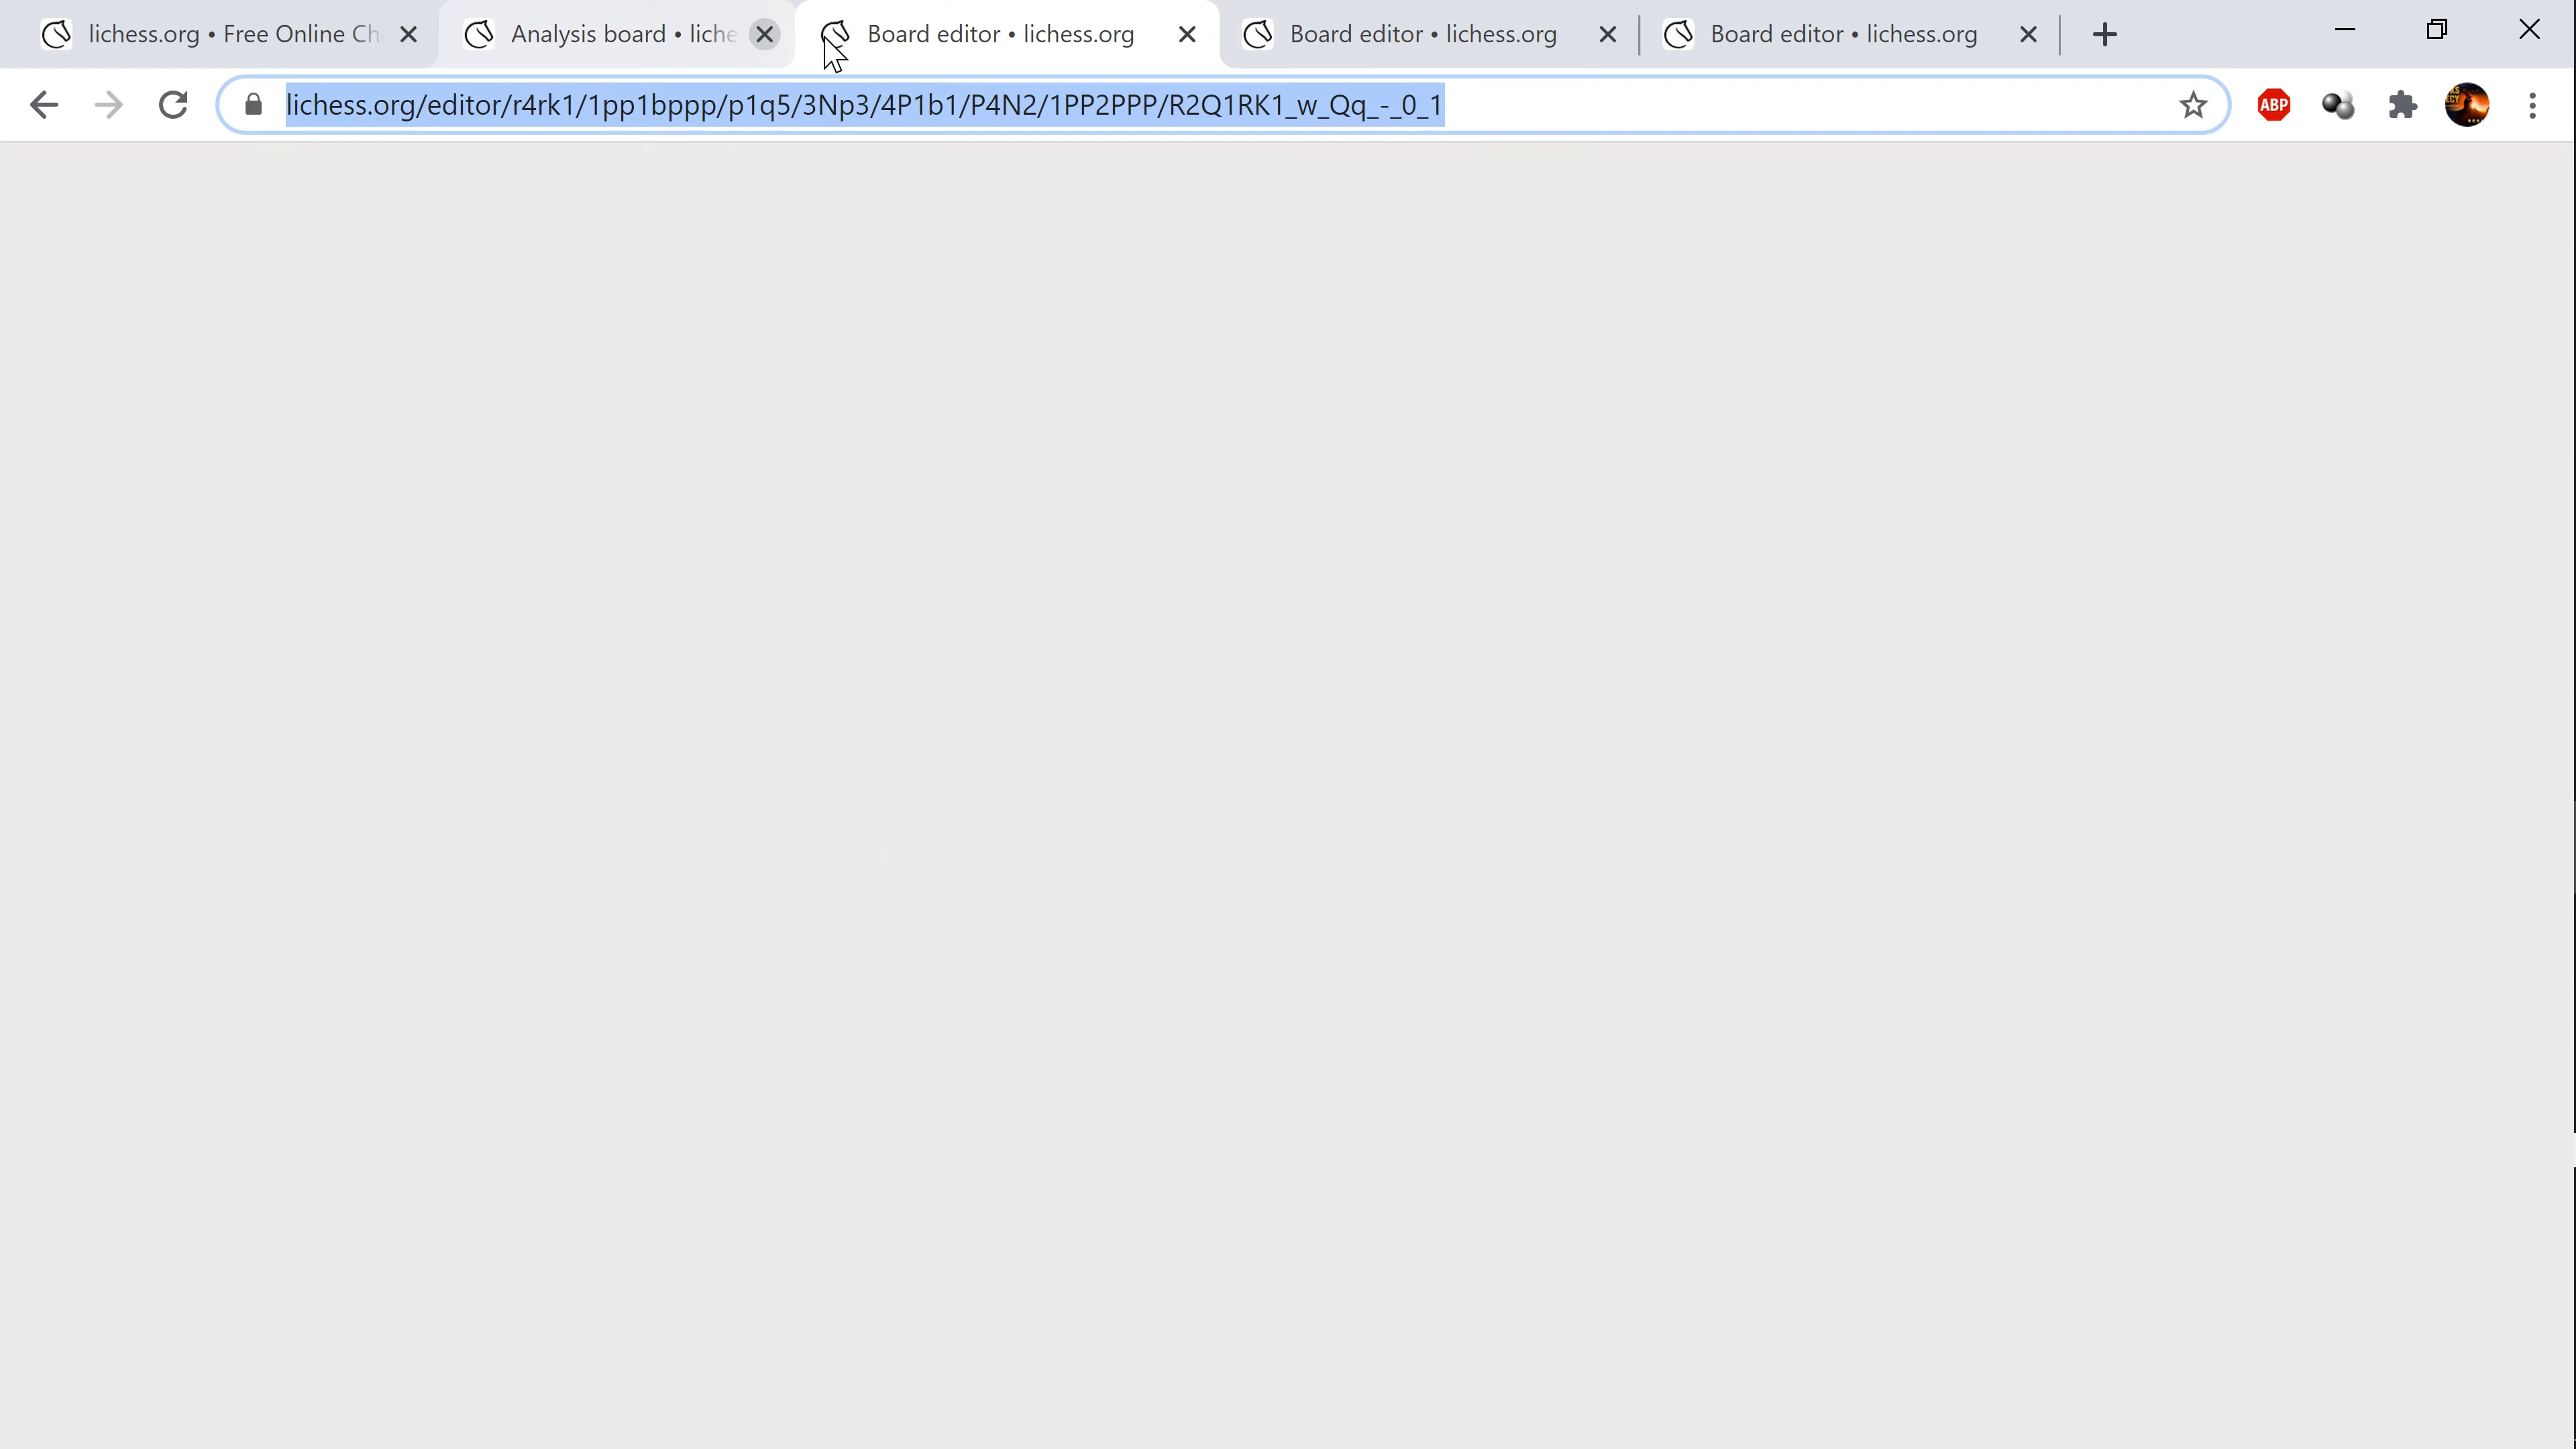 lichess.org • Free Online Ch
Analysis board • liche
Board editor • lichess.org
Board editor • lichess.org
Board editor • lichess.org
lichess.org/editor/r4rk1/1pp1bppp/p1q5/3Np3/4P1b1/P4N2/1PP2PPP/R2Q1RK1_w_Qq_-_0_1
ABP